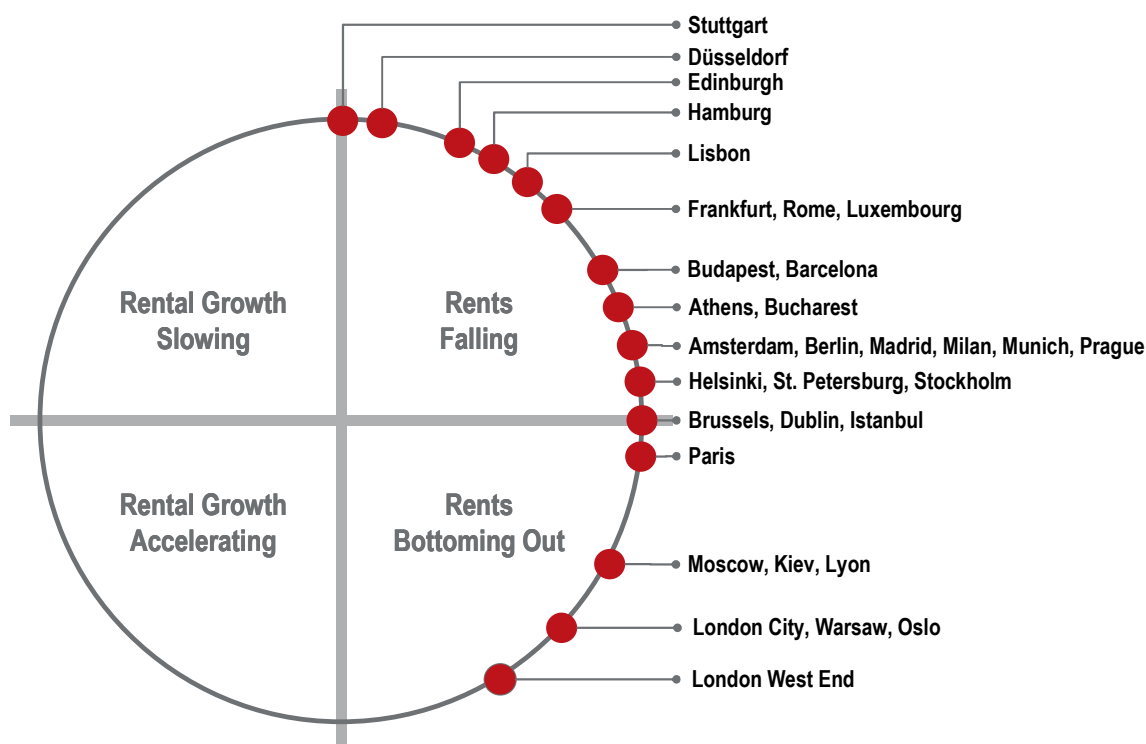 Stuttgart
Düsseldorf
Edinburgh
Hamburg
Lisbon
Frankfurt, Rome, Luxembourg
Budapest, Barcelona
Athens, Bucharest
Amsterdam, Berlin, Madrid, Milan, Munich, Prague
Helsinki, St. Petersburg, Stockholm
Brussels, Dublin, Istanbul
Paris
Moscow, Kiev, Lyon
London City, Warsaw, Oslo
London West End
Rental Growth
Slowing
Rents
Falling
Rental Growth
Accelerating
Rents
Bottoming Out